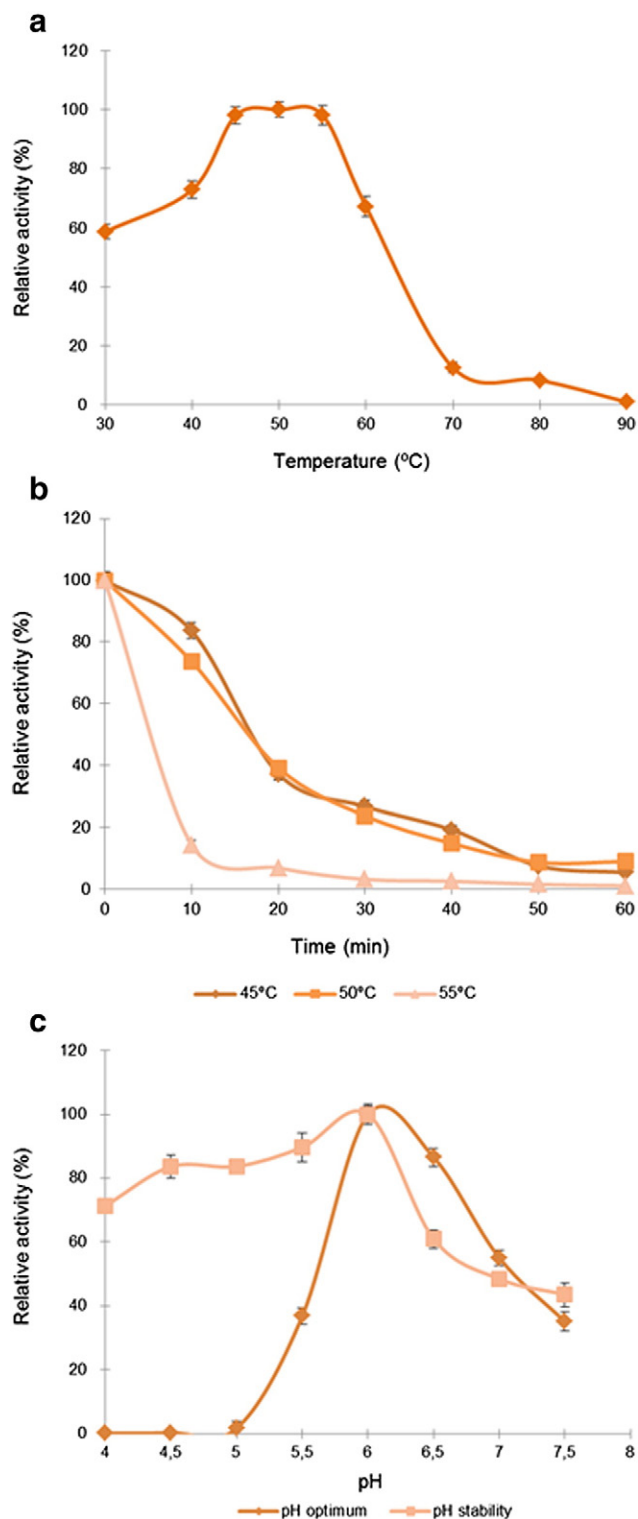 a
120
100
80
60
40
20
0
30 40 50 60 70 80 90
Relative activity (%)
Temperature (ºC)
b
120
100
80
60
40
20
0
0 10 20 30 40 50 60
Relative activity (%)
Time (min)
45ºC 50ºC 55ºC
c
120
100
80
60
40
20
0
4 4,5 5 5,5 6 6,5 7 7,5 8
Relative activity (%)
pH
pH optimum pH stability